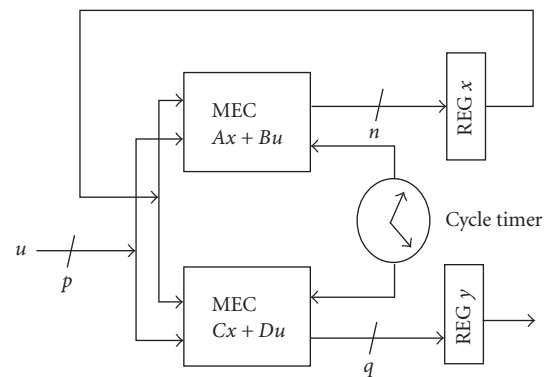 MEC
Ax + Bu
n
REG x
Cycle timer
u
p
MEC
Cx + Du
q
REG y